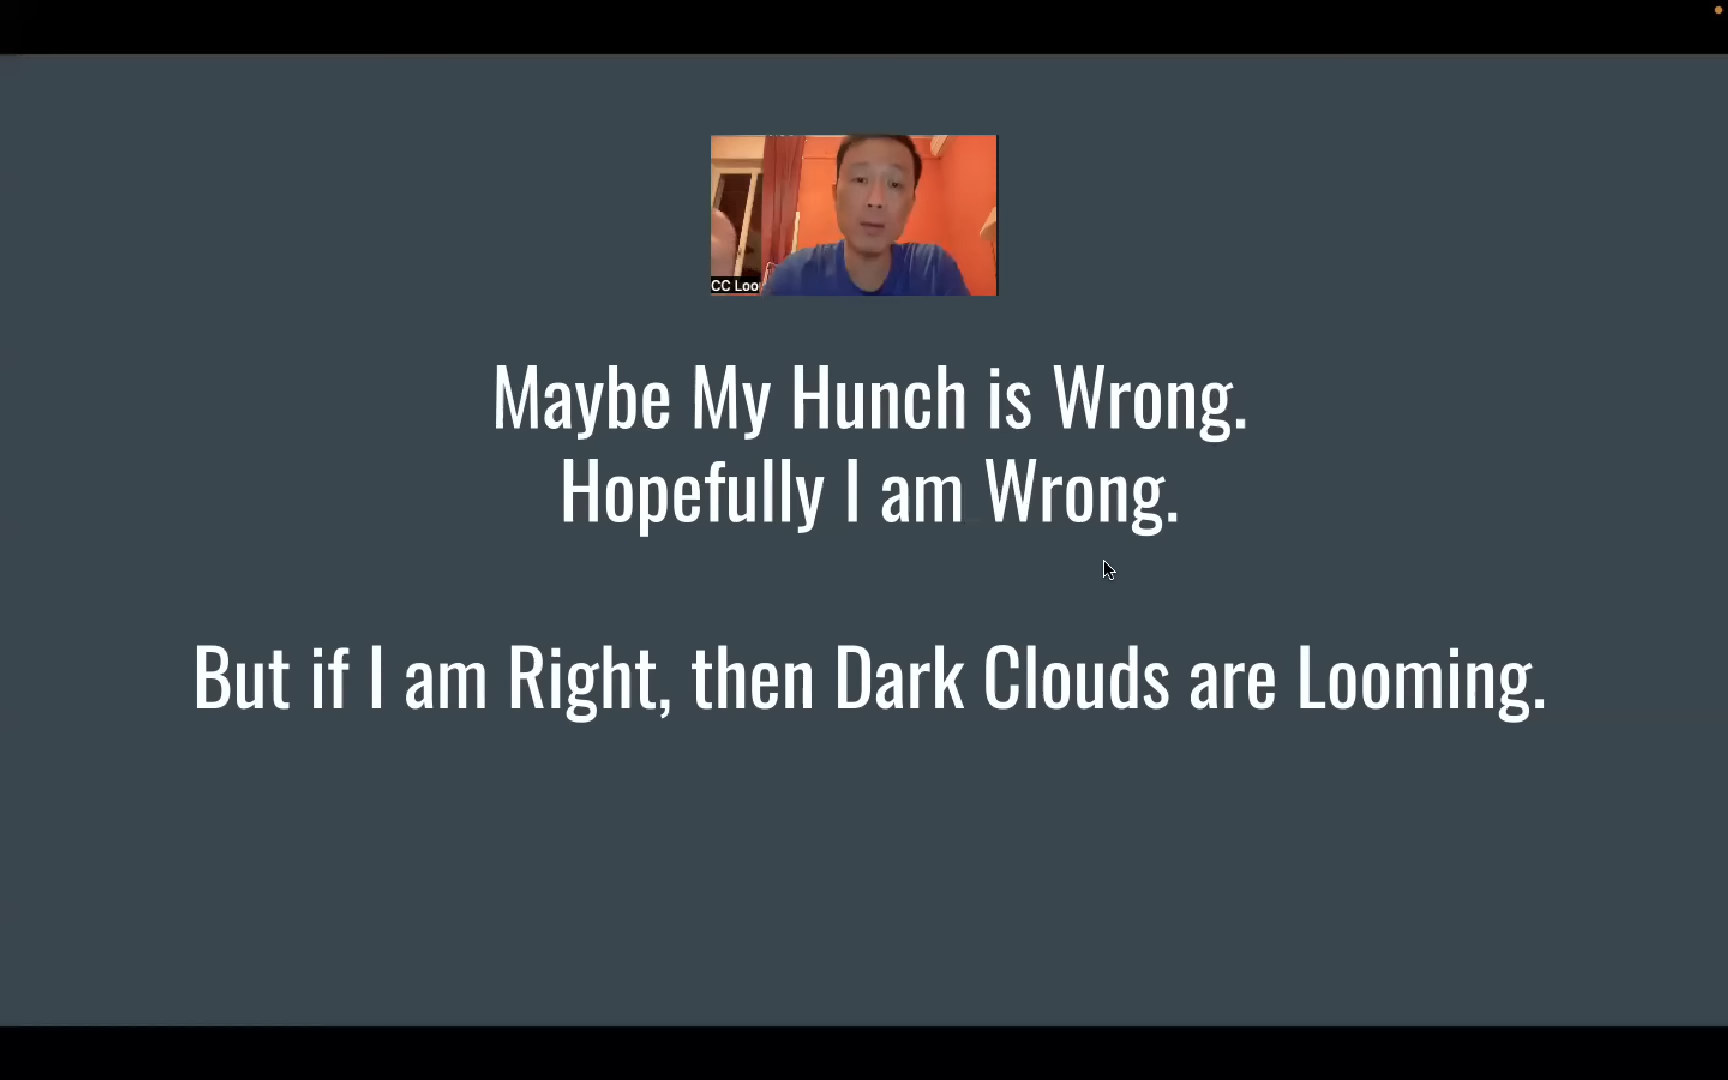 CC Loo
Maybe My Hunch is Wrong.
Hopefully I am Wrong.
But if I am Right, then Dark Clouds are Looming.